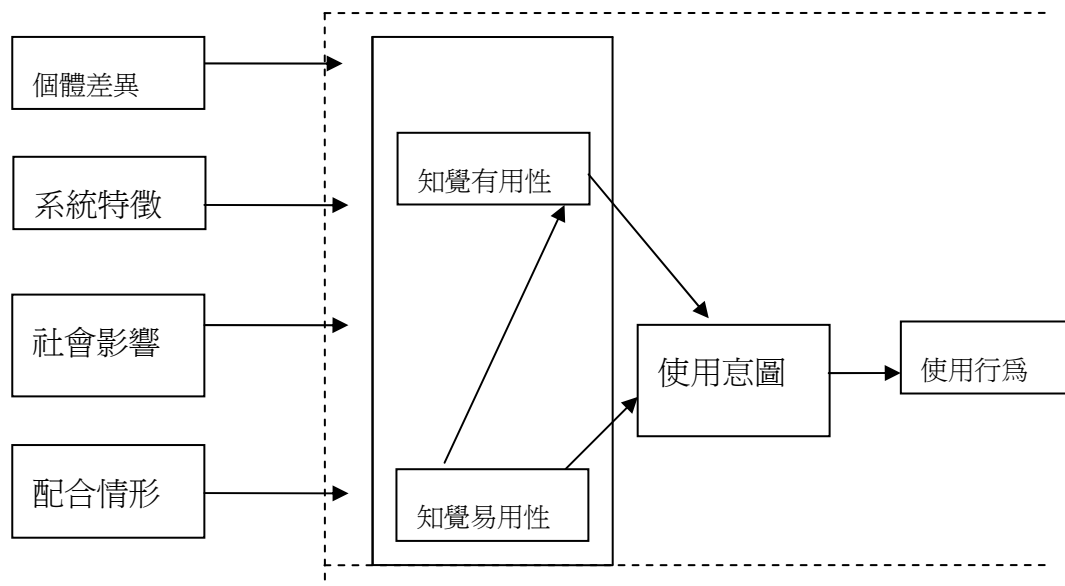 個體差異
系統特徵
社會影響
配合情形
知覺有用性
知覺易用性
使用意圖
使用行爲